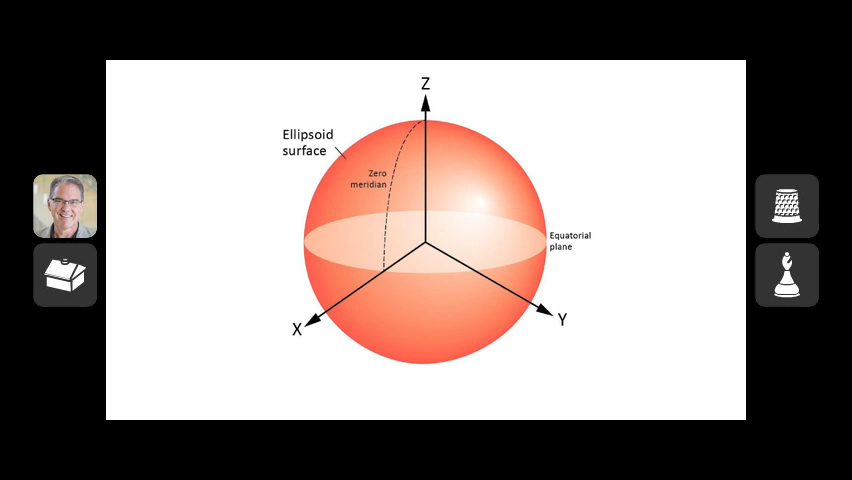 Z
Ellipsoid
surface
Zero
meridian
Equatorial
plane
X
Y